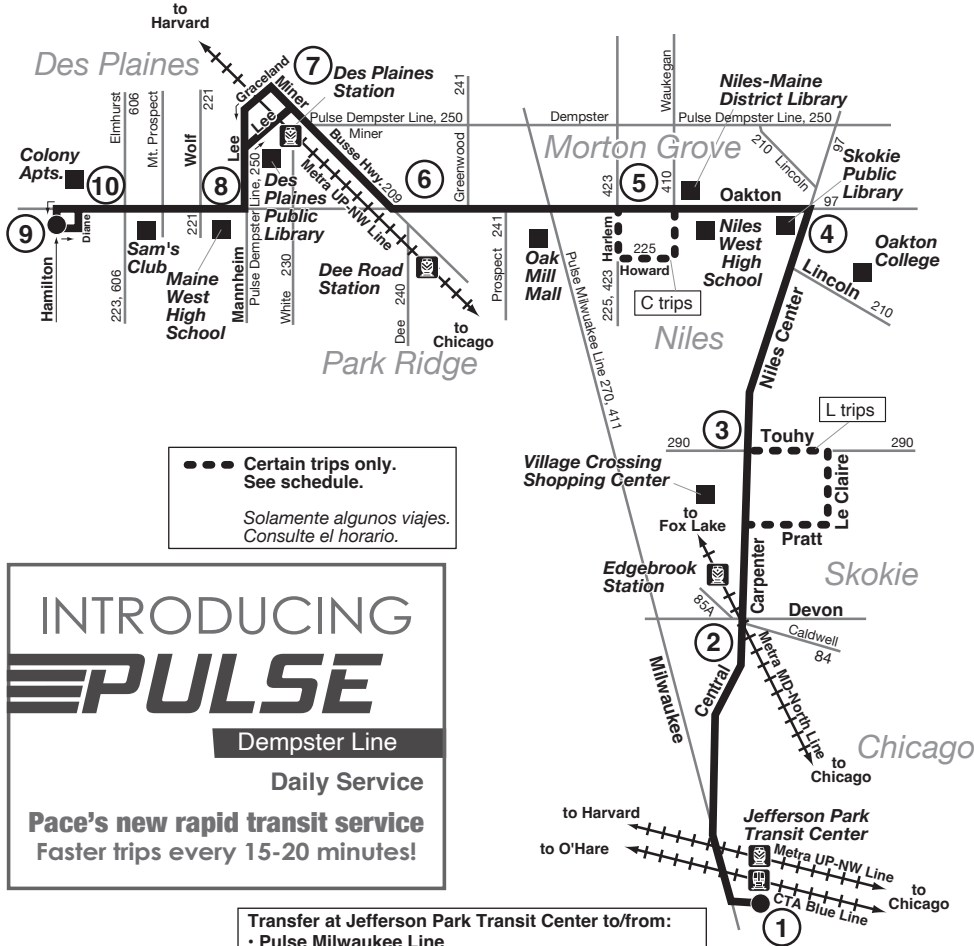 to
Harvard
Des Plaines
7
Graceland
Miner
Des Plaines
Station
241
Waukegan
Niles-Maine
District Library
Elmhurst
606
Mt. Prospect
221
Wolf
Lee
Lee
Pulse Dempster Line, 250
Miner
Dempster
Pulse Dempster Line, 250
Busse Hwy.
209
Greenwood
Morton Grove
210
Lincoln
97
Skokie
Public
Library
Colony
Apts.
10
8
Pulse Dempster Line, 250
Des
Plaines
Public
Library
Metra UP-NW Line
6
423
5
410
Oakton
97
9
Diane
Hamilton
Sam's
Club
223, 606
221
Maine
West
High
School
Mannheim
White
230
Dee Road
Station
240
Dee
to
Chicago
Park Ridge
Prospect
241
Oak
Mill
Mall
Harlem
225
Howard
225, 423
C trips
Niles
West
High
School
4
Oakton
College
Lincoln
210
Niles
Pulse Milwaukee Line 270, 411
Niles Center
L trips
3
Touhy
290
290
Certain trips only.
See schedule.
Solamente algunos viajes.
Consulte el horario.
Village Crossing
Shopping Center
to
Fox Lake
Le Claire
Pratt
Carpenter
Skokie
Edgebrook
Station
85A
Devon
2
Caldwell
84
Metra MD-North Line
Milwaukee
Central
Chicago
to
Chicago
INTRODUCING
PULSE
Dempster Line
Daily Service
Pace's new rapid transit service
Faster trips every 15-20 minutes!
to Harvard
to O'Hare
Jefferson Park
Transit Center
Metra UP-NW Line
CTA Blue Line
to
Chicago
1
Transfer at Jefferson Park Transit Center to/from:
• Pulse Milwaukee Line